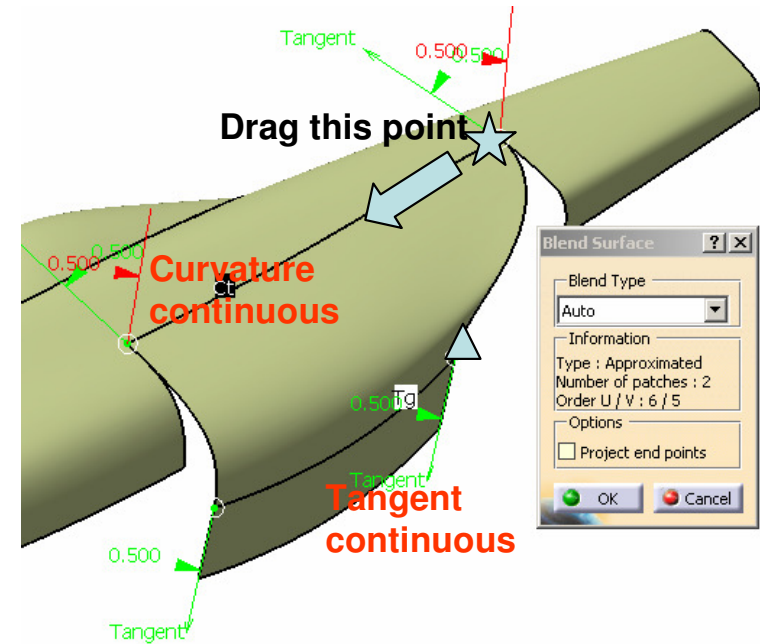 Tangent
0.500
0.500
Drag this point
0.500
0.500
Curvature
continuous
Ct
Blend Surface
Blend Type
Auto
Information
Type : Approximated
Number of patches : 2
Order U / V : 6 / 5
Options
Project end points
OK
Cancel
0.500
Tg
Tangent
Tangent
continuous
0.500
Tangent